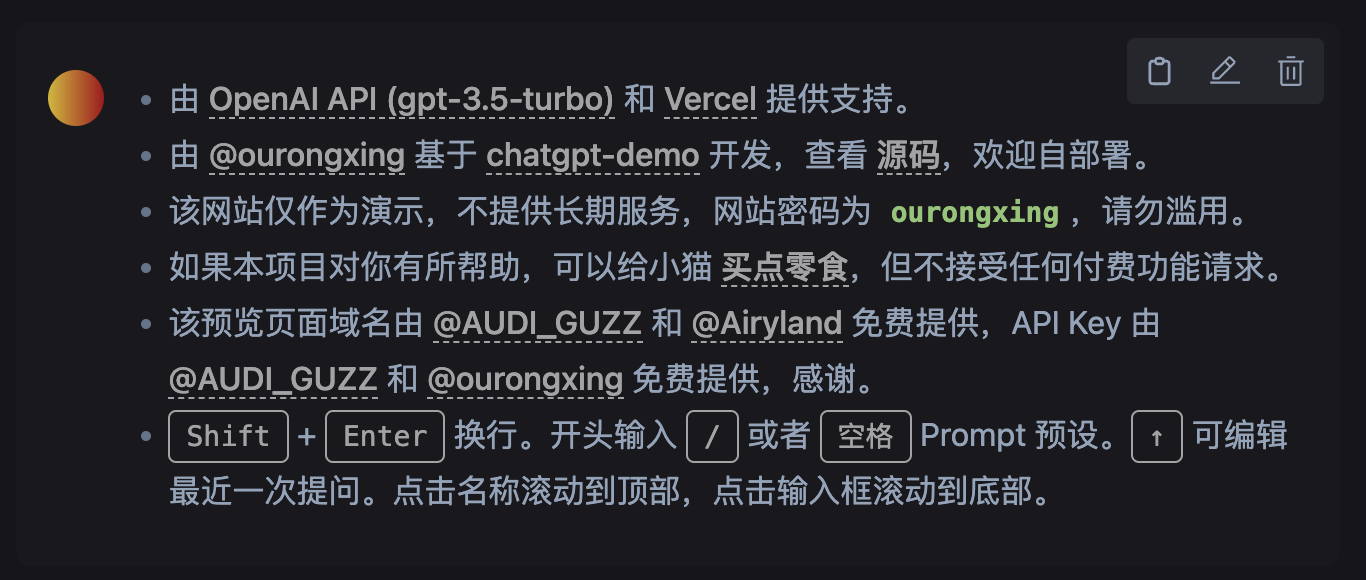 由 OpenAI API (gpt-3.5-turbo) 和 Vercel 提供支持。
由 @ourongxing 基于 chatgpt-demo 开发，查看 源码，欢迎自部署。
该网站仅作为演示，不提供长期服务，网站密码为 ourongxing ，请勿滥用。
如果本项目对你有所帮助，可以给小猫 买点零食，但不接受任何付费功能请求。
该预览页面域名由 @AUDI_GUZZ 和 @Airyland 免费提供，API Key 由
@AUDI_GUZZ 和 @ourongxing 免费提供，感谢。
Shift + Enter 换行。开头输入 / 或者 空格 Prompt 预设。 ↑ 可编辑
最近一次提问。点击名称滚动到顶部，点击输入框滚动到底部。